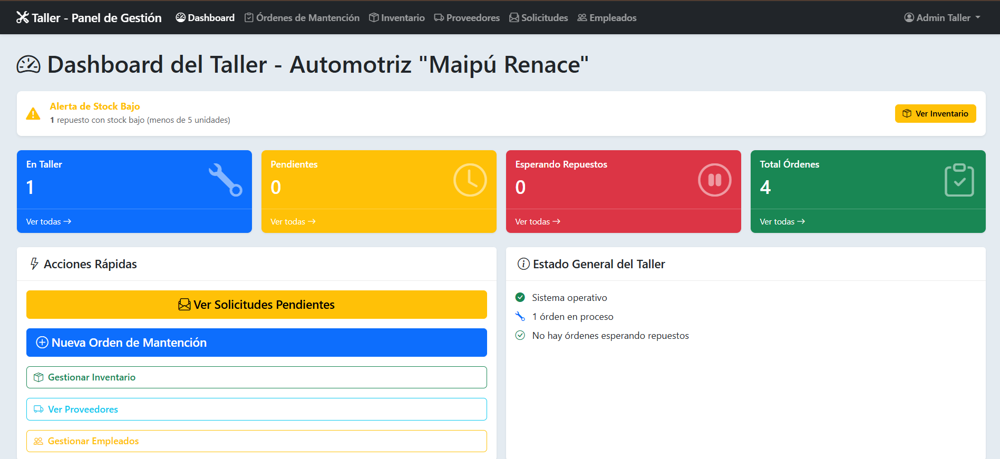 Taller - Panel de Gestión Dashboard Órdenes de Mantención Inventario Proveedores Solicitudes Empleados Admin Taller
Dashboard del Taller - Automotriz "Maipú Renace"
Alerta de Stock Bajo
1 repuesto con stock bajo (menos de 5 unidades)
Ver Inventario
En Taller
1
Ver todas →
Pendientes
0
Ver todas →
Esperando Repuestos
0
Ver todas →
Total Órdenes
4
Ver todas →
Acciones Rápidas
Ver Solicitudes Pendientes
Nueva Orden de Mantención
Gestionar Inventario
Ver Proveedores
Gestionar Empleados
Estado General del Taller
Sistema operativo
1 órden en proceso
No hay órdenes esperando repuestos